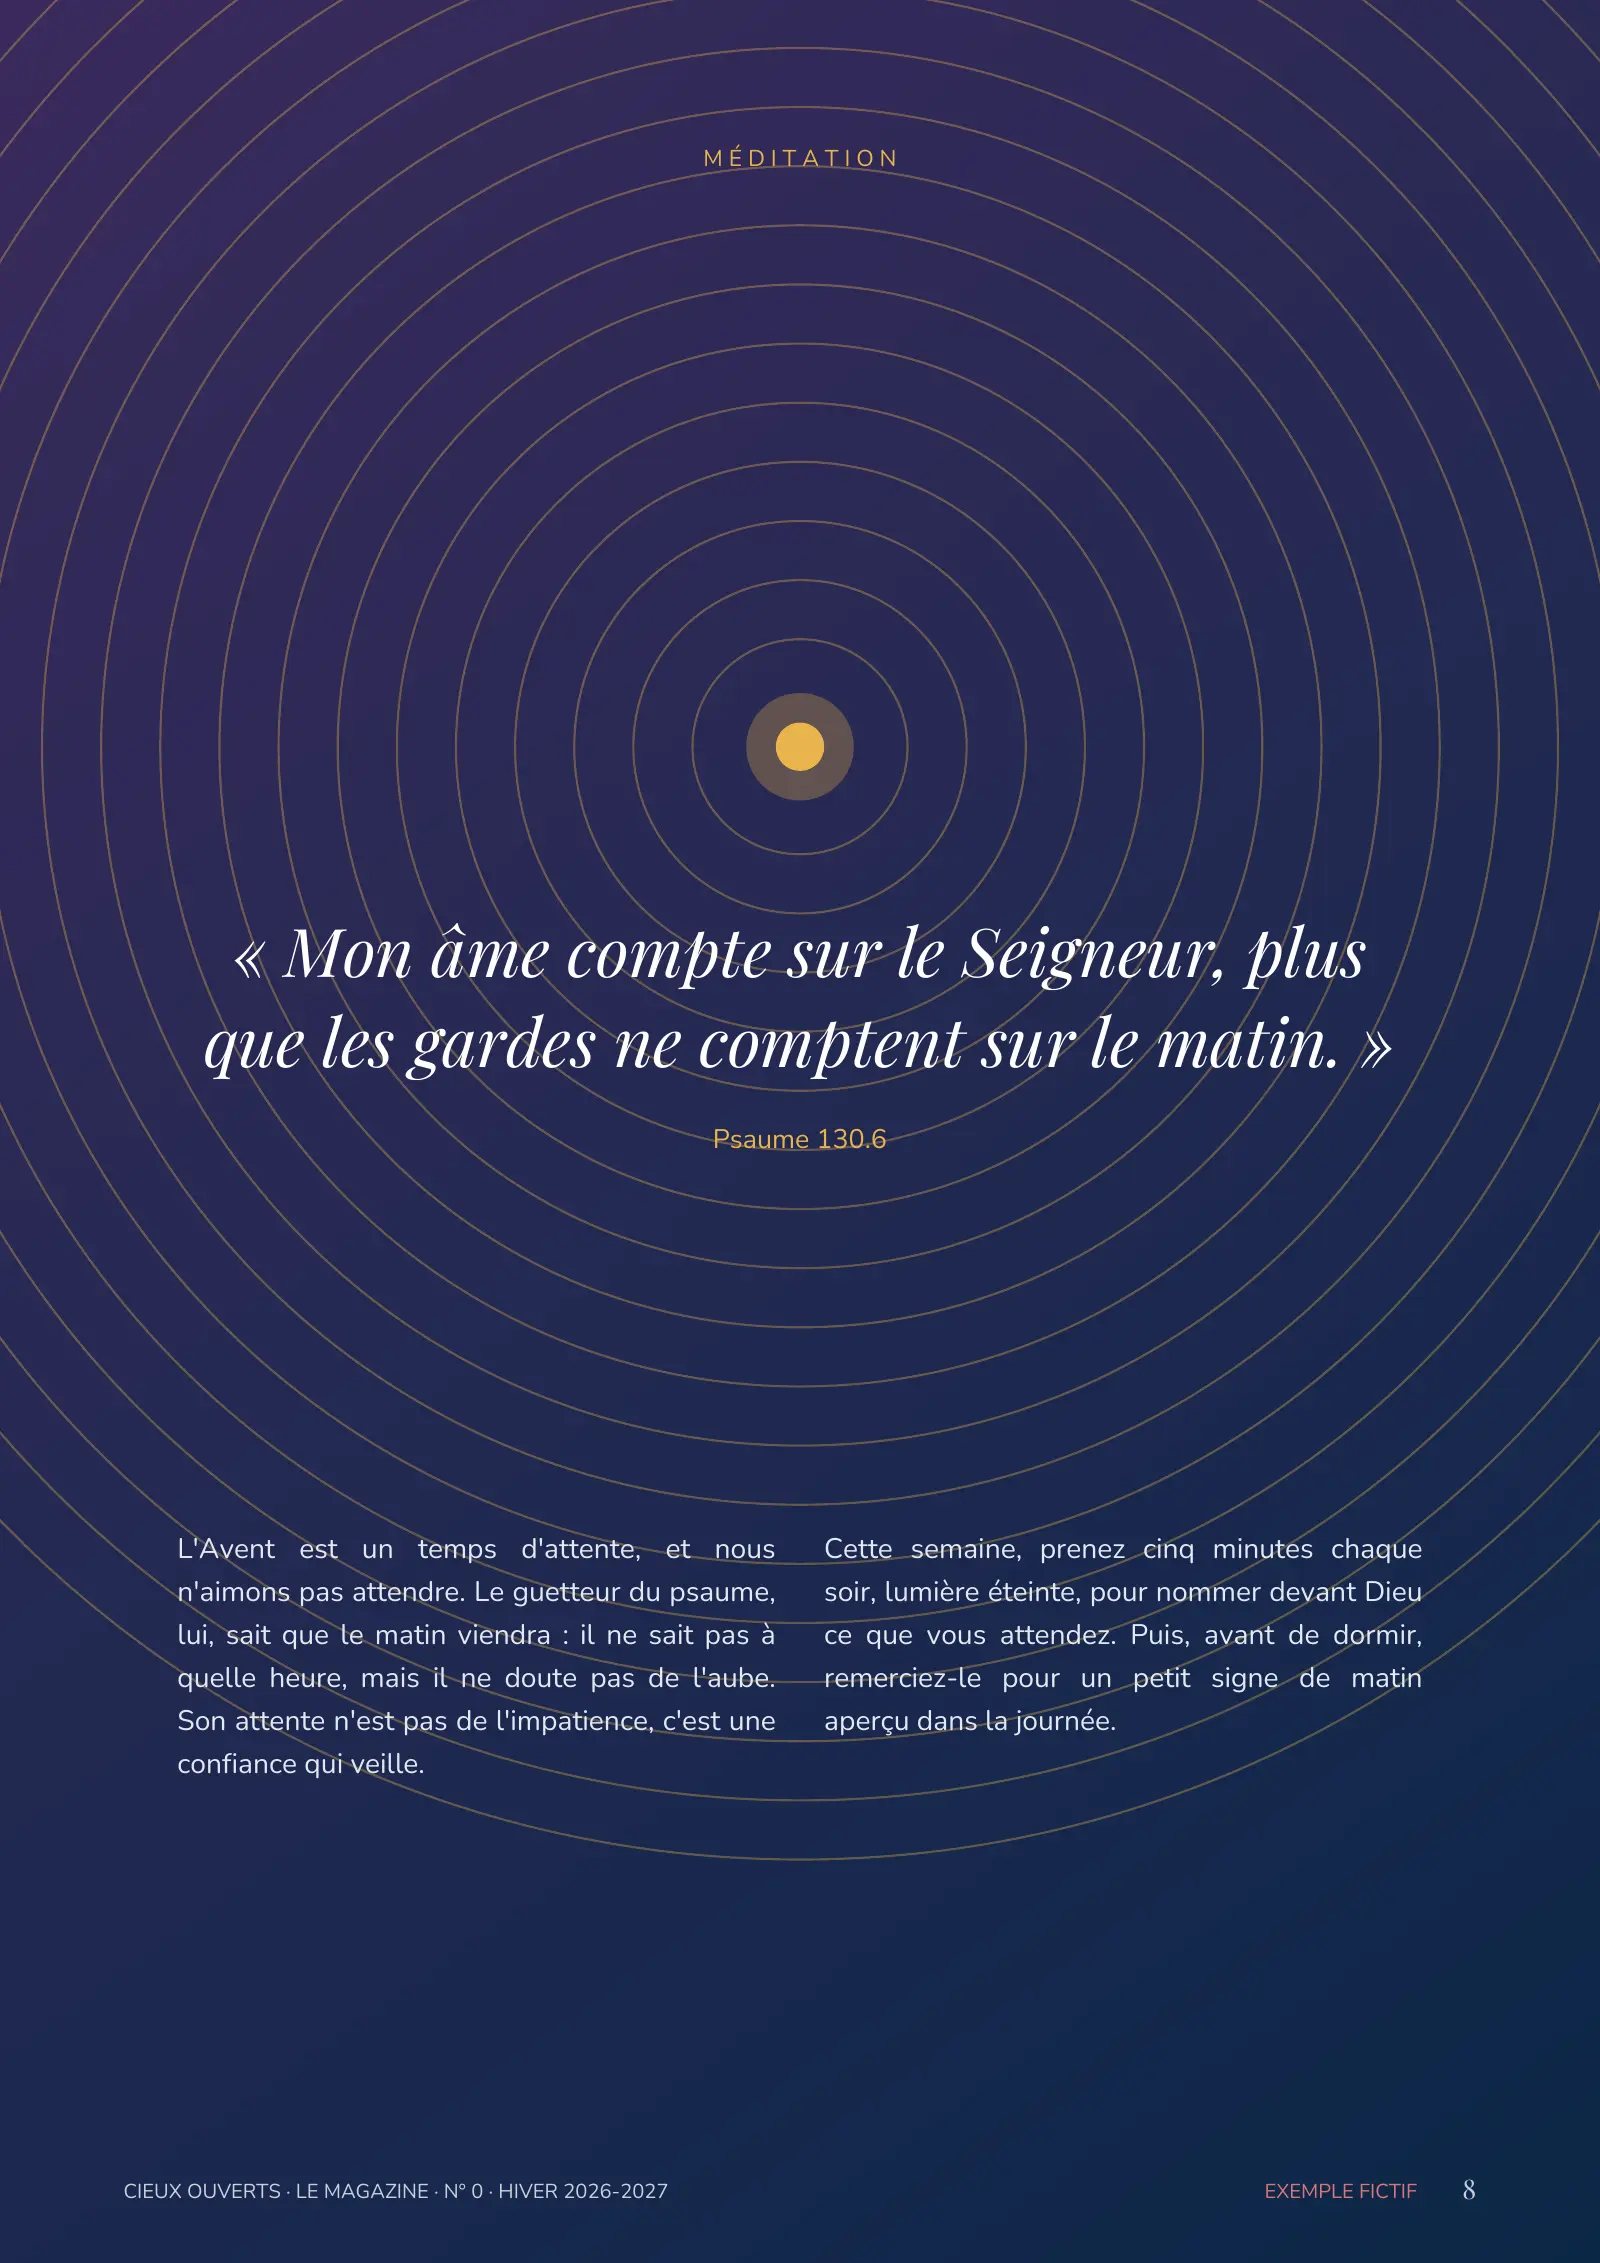 MÉDITATION
« Mon âme compte sur le Seigneur, plus
que les gardes ne comptent sur le matin. »
Psaume 130.6
L'Avent est un temps d'attente, et nous
n'aimons pas attendre. Le guetteur du psaume,
lui, sait que le matin viendra : il ne sait pas à
quelle heure, mais il ne doute pas de l'aube.
Son attente n'est pas de l'impatience, c'est une
confiance qui veille.
Cette semaine, prenez cinq minutes chaque
soir, lumière éteinte, pour nommer devant Dieu
ce que vous attendez. Puis, avant de dormir,
remerciez-le pour un petit signe de matin
aperçu dans la journée.
CIEUX OUVERTS · LE MAGAZINE · N° 0 · HIVER 2026-2027
EXEMPLE FICTIF 8